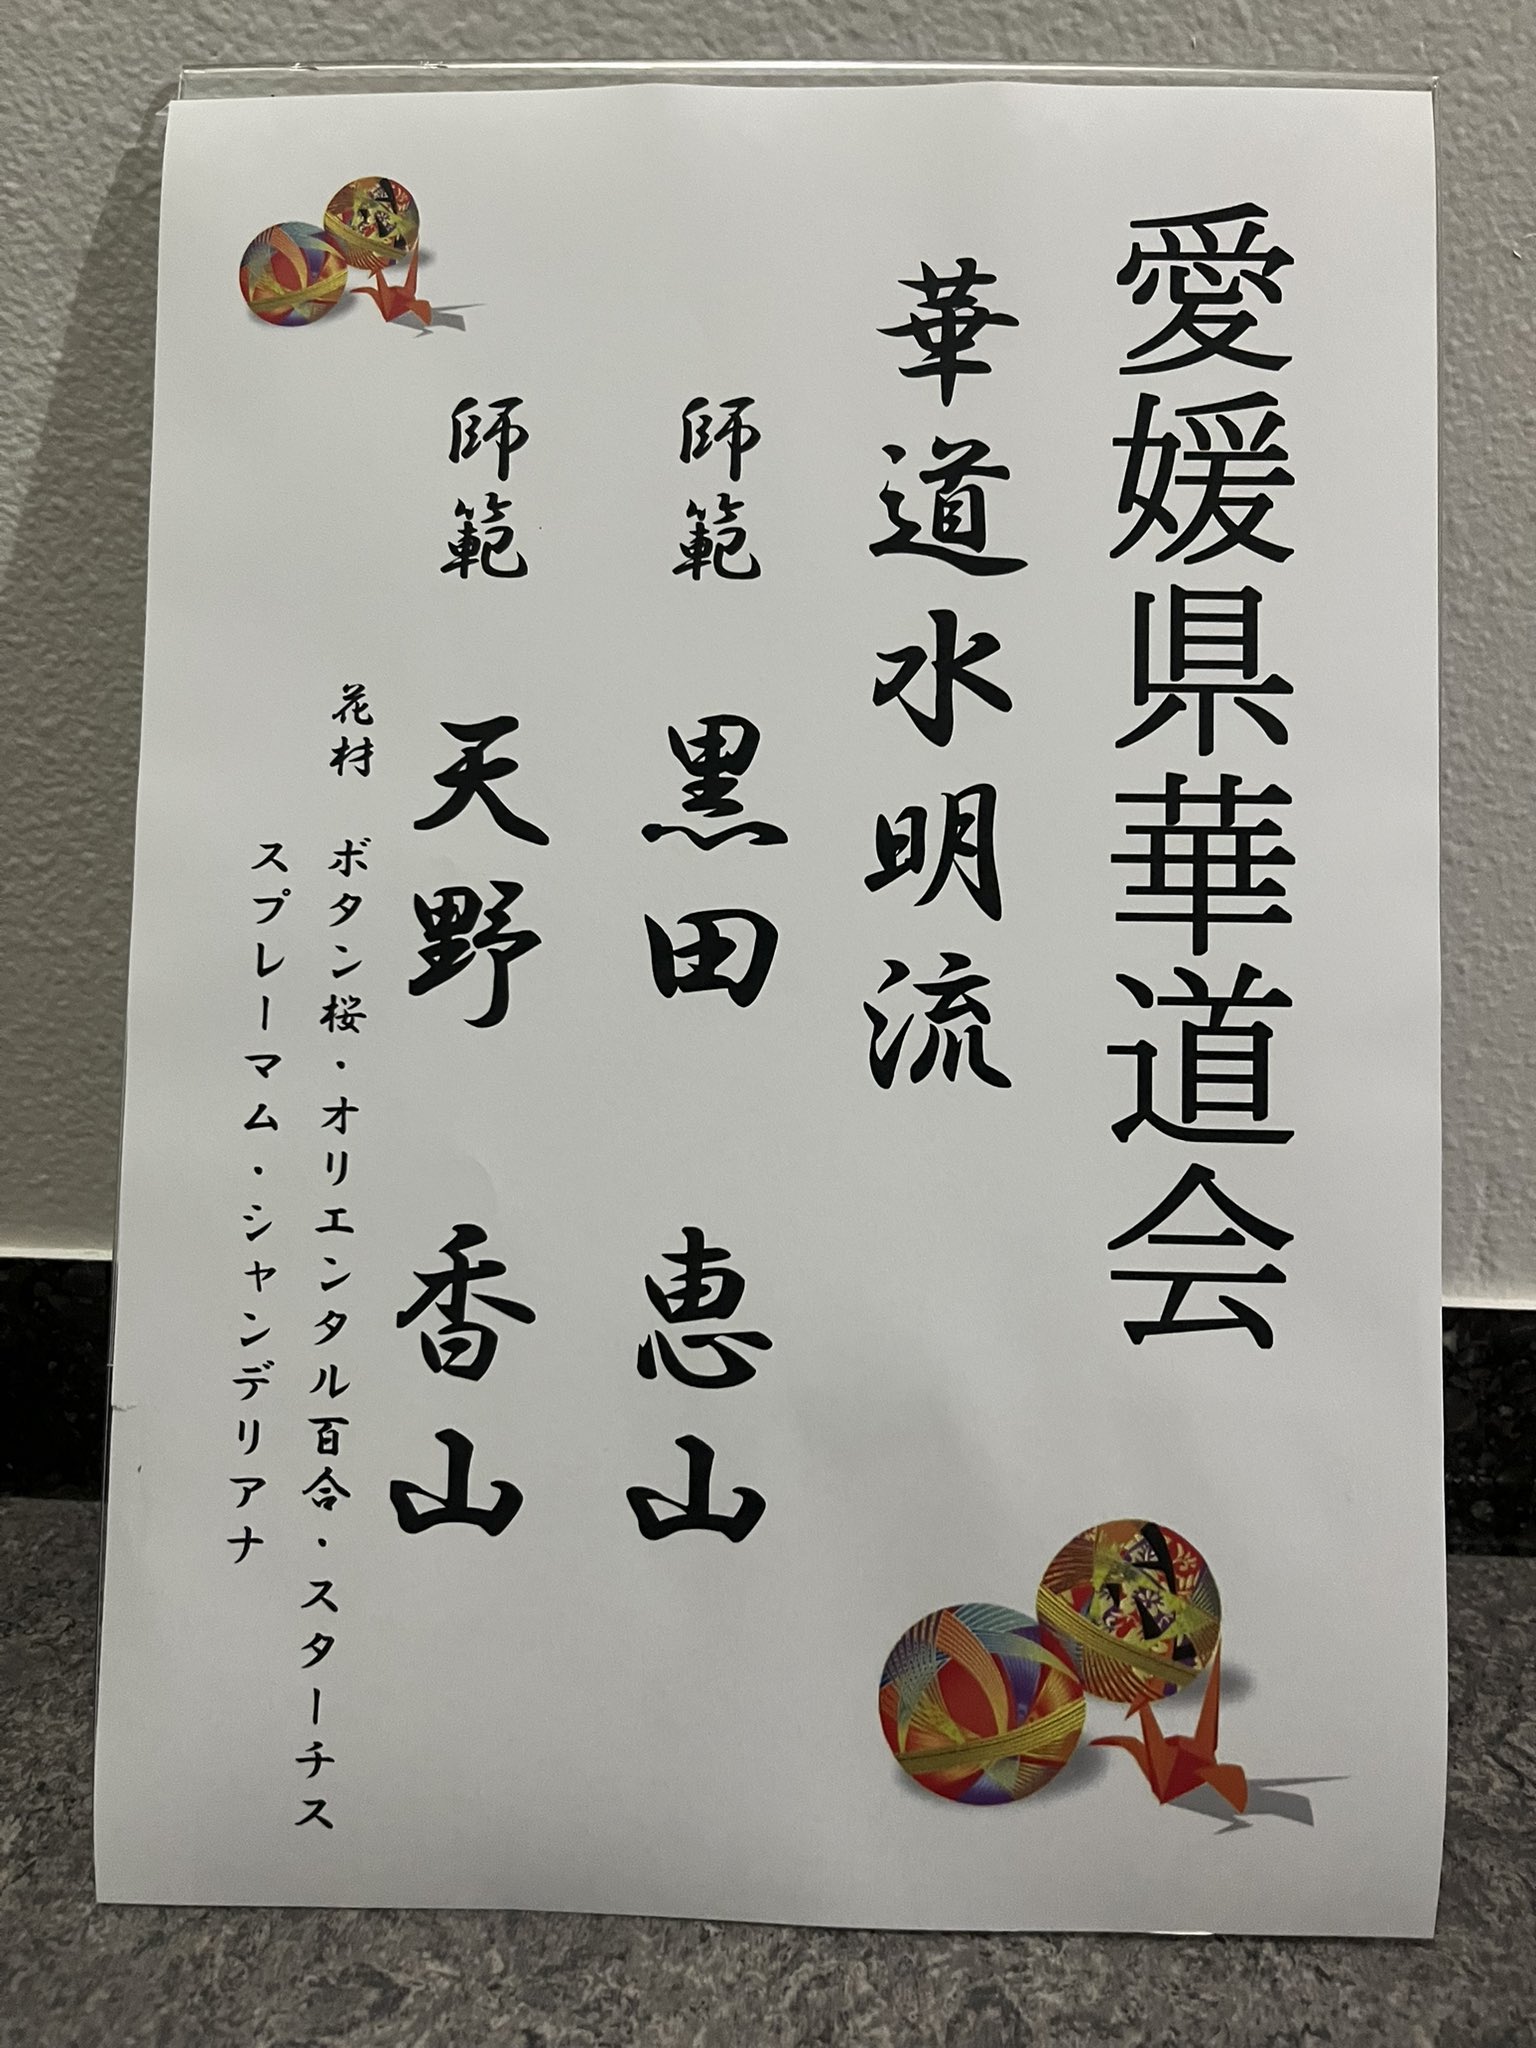 愛媛県華道会
華道水明流
師範 黒田 恵山
師範 天野 香山
花材 ボタン桜・オリエンタル百合・スターチス
スプレーマム・シャンデリアナ